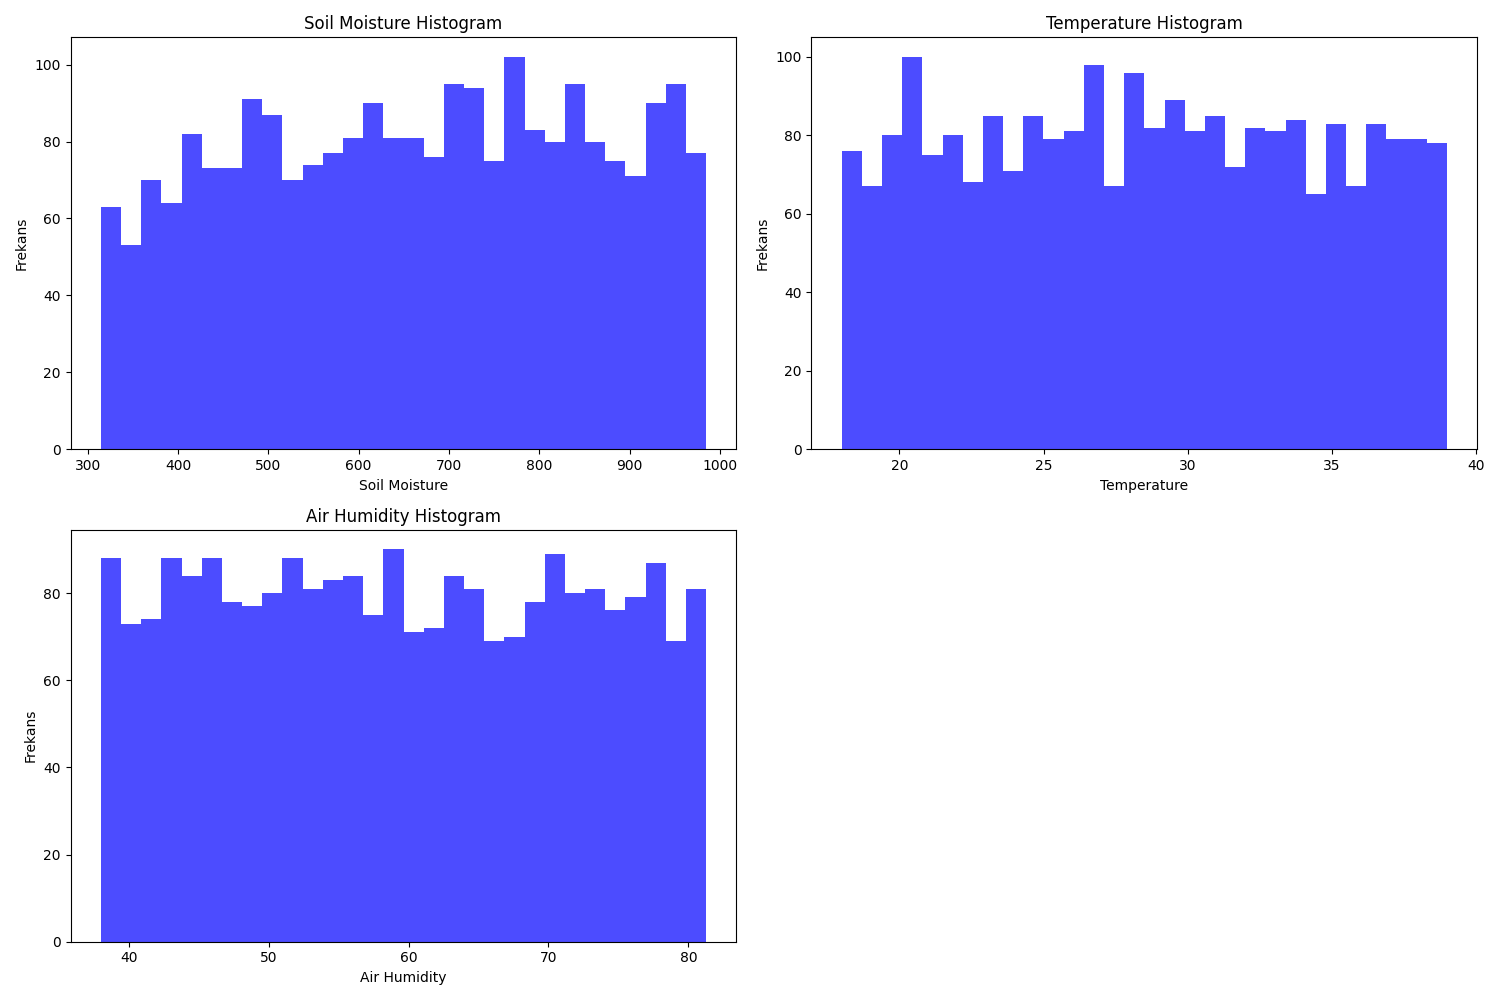 Soil Moisture Histogram
Frekans
100
80
60
40
20
0
300 400 500 600 700 800 900 1000
Soil Moisture
Temperature Histogram
Frekans
100
80
60
40
20
0
20 25 30 35 40
Temperature
Air Humidity Histogram
Frekans
80
60
40
20
0
40 50 60 70 80
Air Humidity